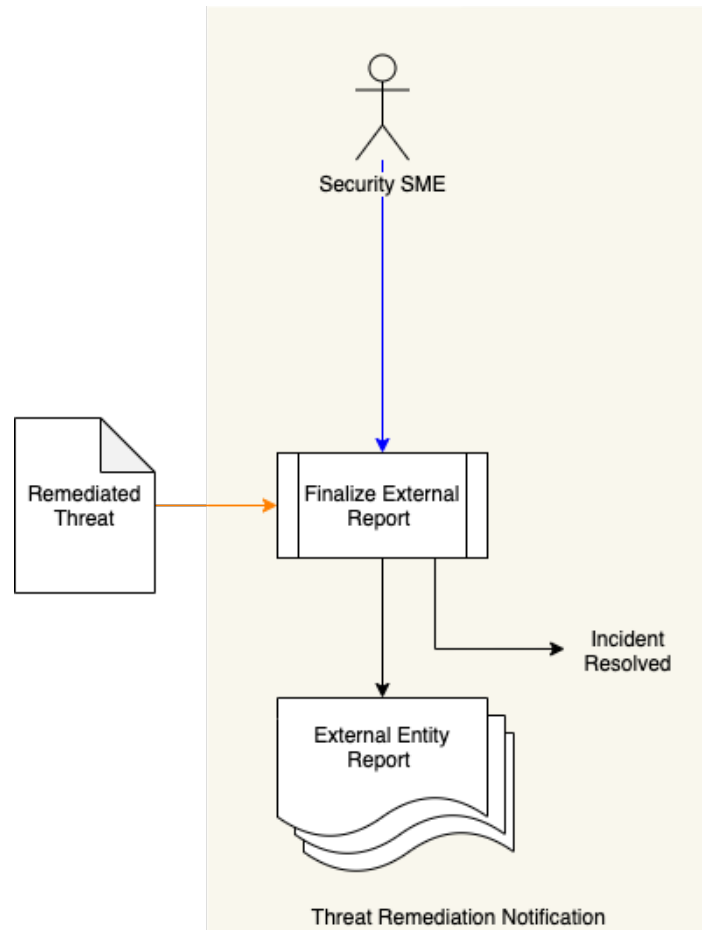 Security SME
Remediated
Threat
Finalize External
Report
Incident
Resolved
External Entity
Report
Threat Remediation Notification